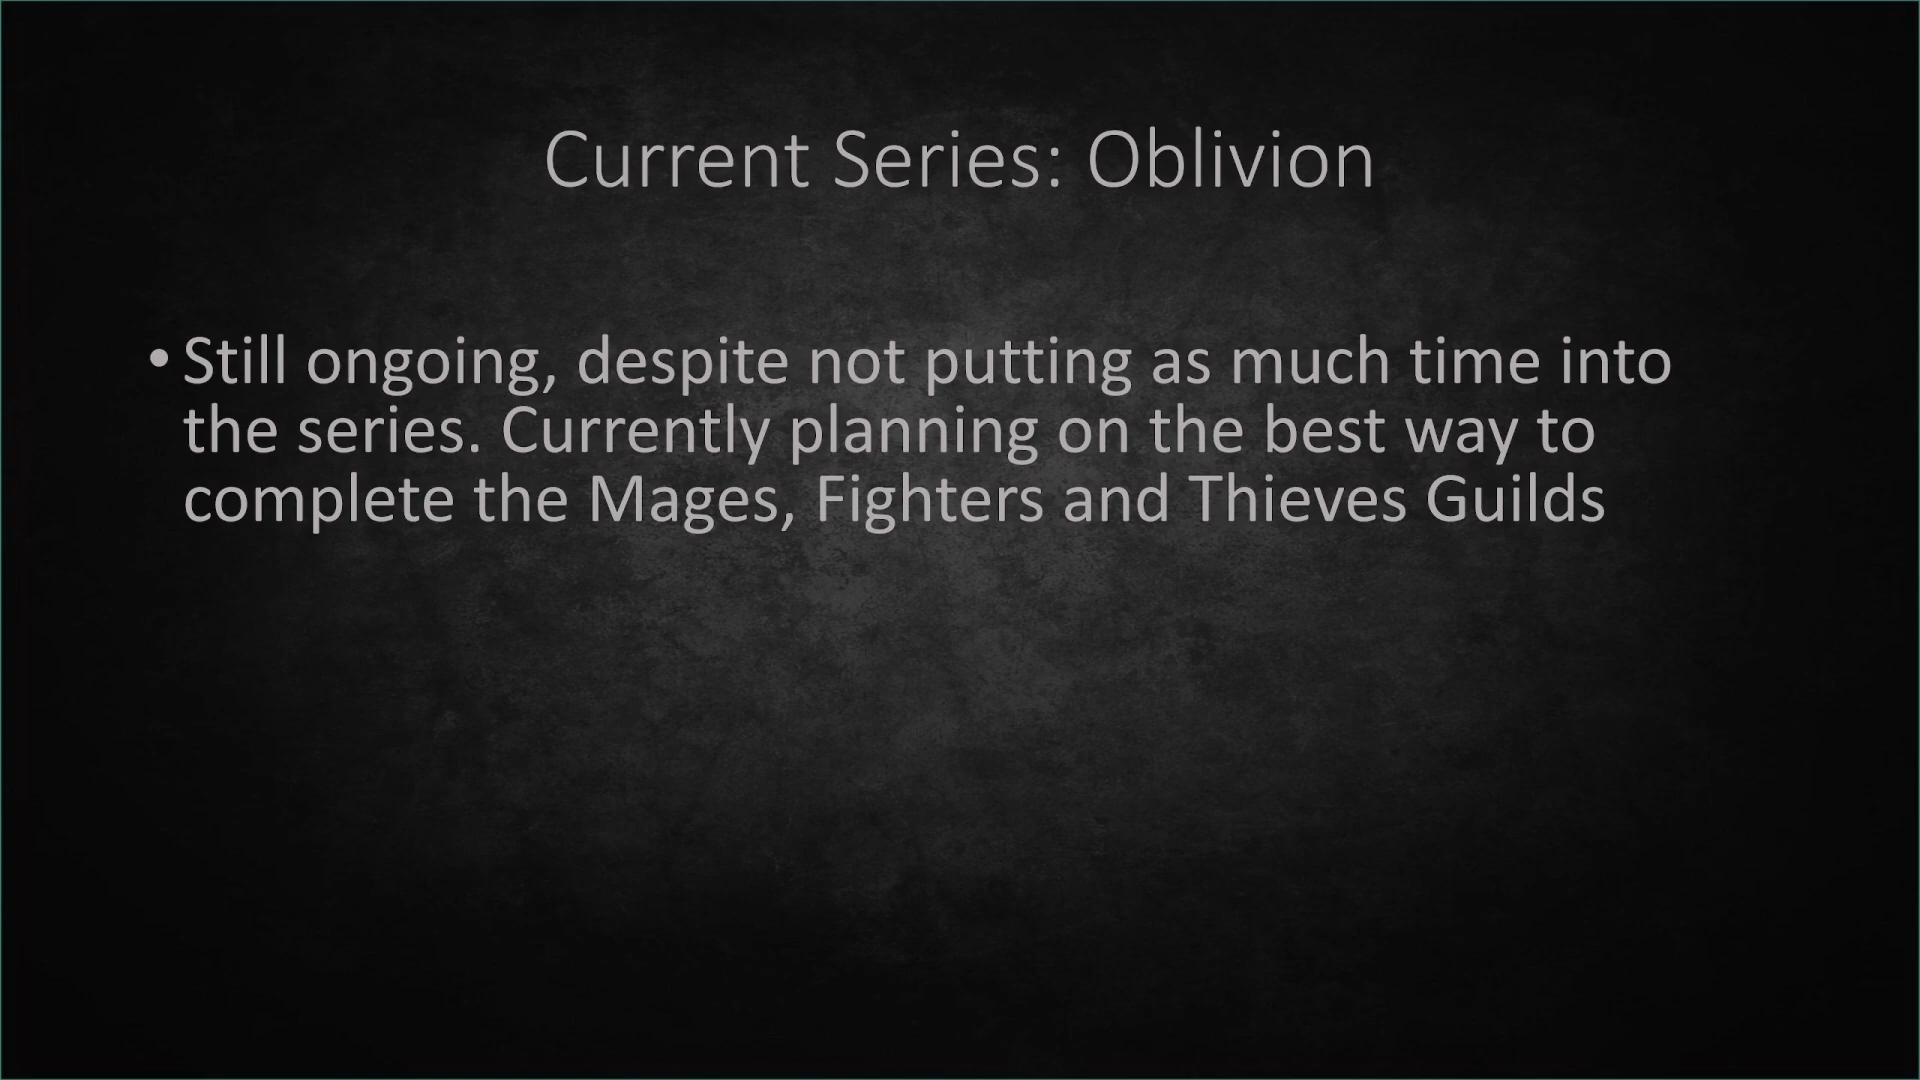 Current Series: Oblivion
• Still ongoing, despite not putting as much time into
the series. Currently planning on the best way to
complete the Mages, Fighters and Thieves Guilds